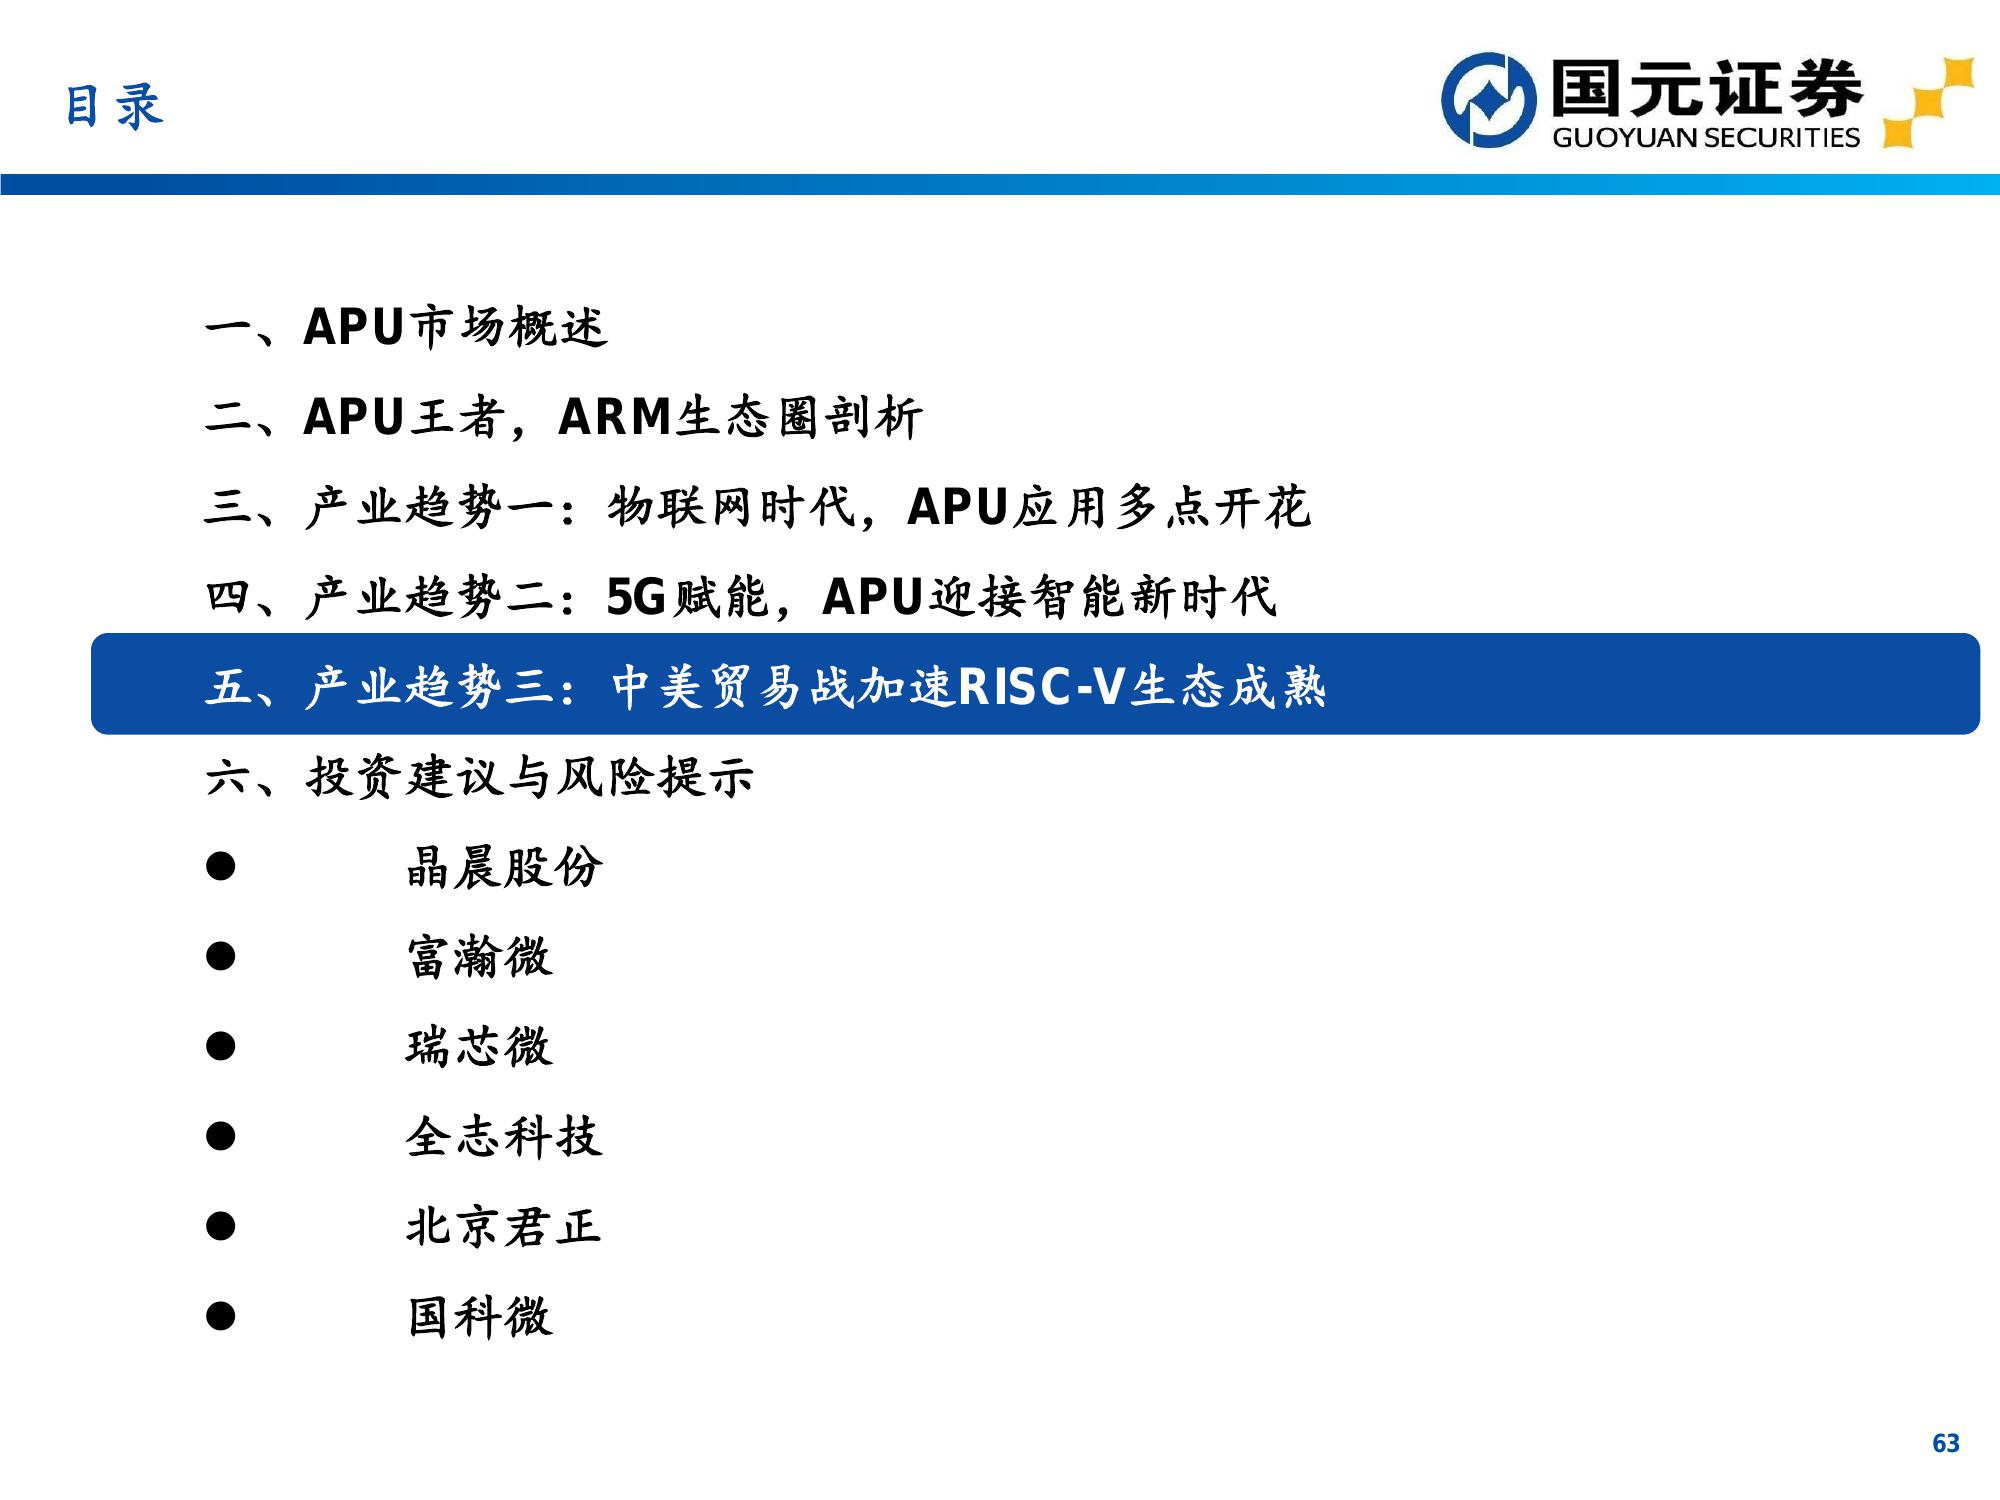 目录
国元证券
GUOYUAN SECURITIES
一、APU市场概述
二、APU王者，ARM生态圈剖析
三、产业趋势一：物联网时代，APU应用多点开花
四、产业趋势二：5G赋能，APU迎接智能新时代
五、产业趋势三：中美贸易战加速RISC-V生态成熟
六、投资建议与风险提示
● 晶晨股份
● 富瀚微
● 瑞芯微
● 全志科技
● 北京君正
● 国科微
63